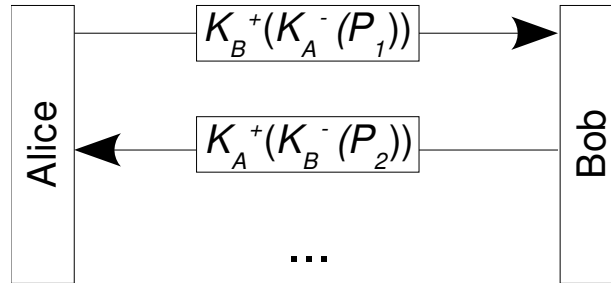 K_B^+(K_A^-(P_1))
Alice
Bob
K_A^+(K_B^-(P_2))
...